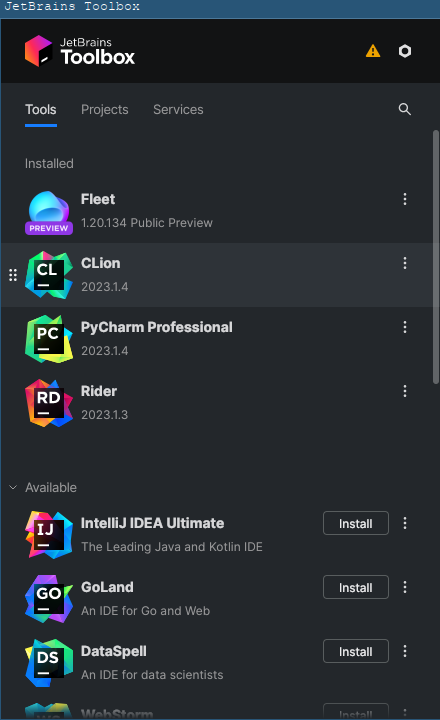 JetBrains Toolbox
JetBrains
Toolbox
Tools Projects Services
Installed
Fleet
PREVIEW
1.20.134 Public Preview
CL
CLion
2023.1.4
PC
PyCharm Professional
2023.1.4
RD
Rider
2023.1.3
Available
IJ
IntelliJ IDEA Ultimate
Install
The Leading Java and Kotlin IDE
GO
GoLand
Install
An IDE for Go and Web
DS
DataSpell
Install
An IDE for data scientists
WebStorm
Install